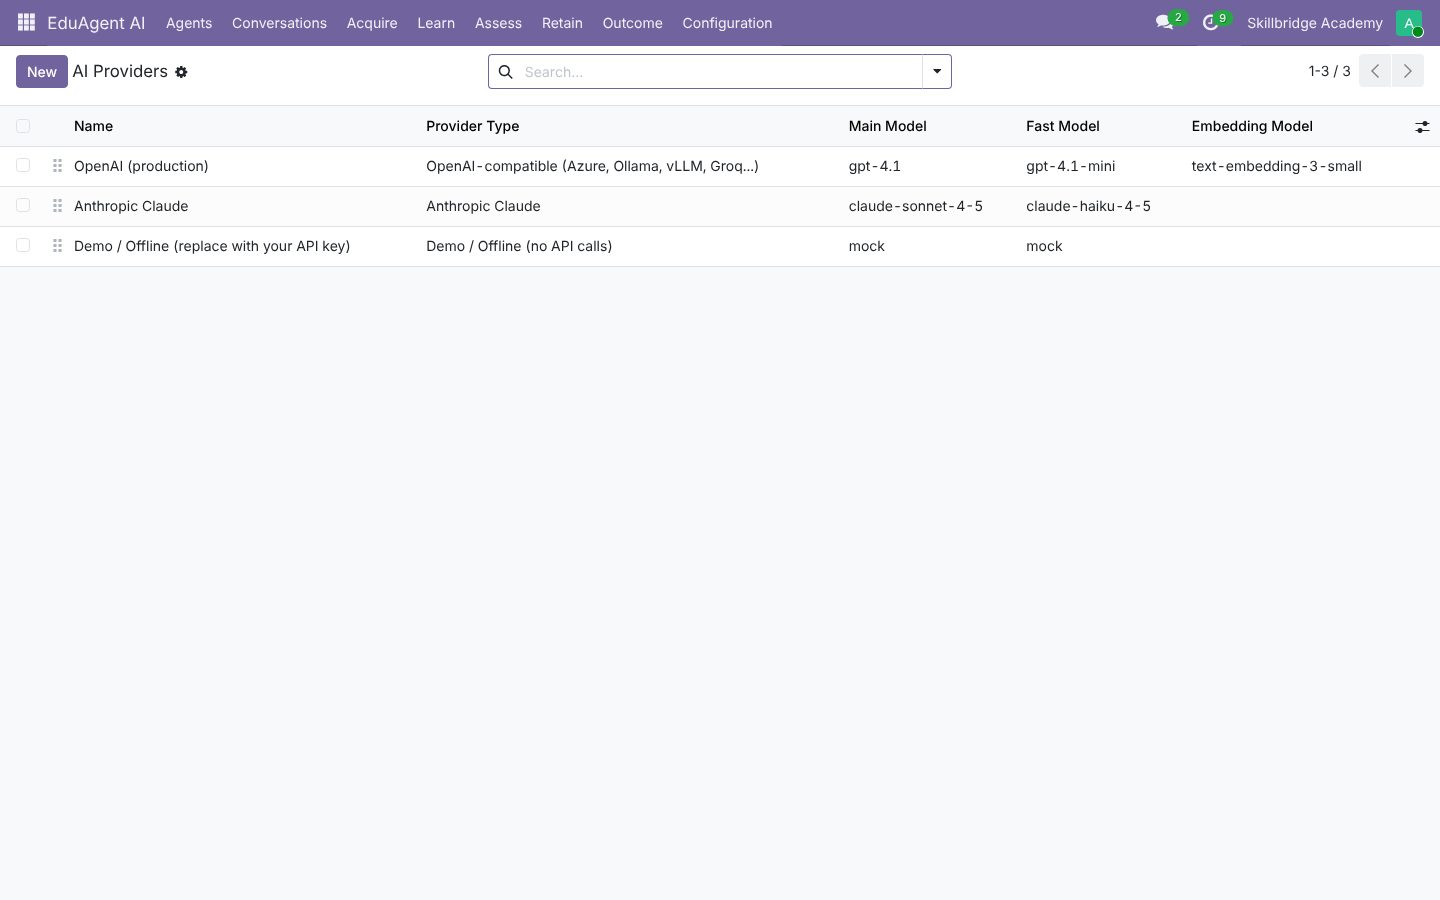 EduAgent AI Agents Conversations Acquire Learn Assess Retain Outcome Configuration 2 9 Skillbridge Academy A
New AI Providers Search... 1-3 / 3
Name Provider Type Main Model Fast Model Embedding Model
OpenAI (production) OpenAI-compatible (Azure, Ollama, vLLM, Groq...) gpt-4.1 gpt-4.1-mini text-embedding-3-small
Anthropic Claude Anthropic Claude claude-sonnet-4-5 claude-haiku-4-5
Demo / Offline (replace with your API key) Demo / Offline (no API calls) mock mock